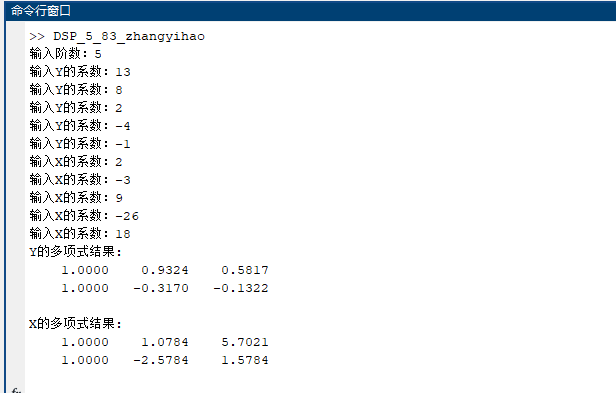 命令行窗口
>> DSP_5_83_zhangyihao
输入阶数：5
输入Y的系数：13
输入Y的系数：8
输入Y的系数：2
输入Y的系数：-4
输入Y的系数：-1
输入X的系数：2
输入X的系数：-3
输入X的系数：9
输入X的系数：-26
输入X的系数：18
Y的多项式结果：
1.0000 0.9324 0.5817
1.0000 -0.3170 -0.1322
X的多项式结果：
1.0000 1.0784 5.7021
1.0000 -2.5784 1.5784